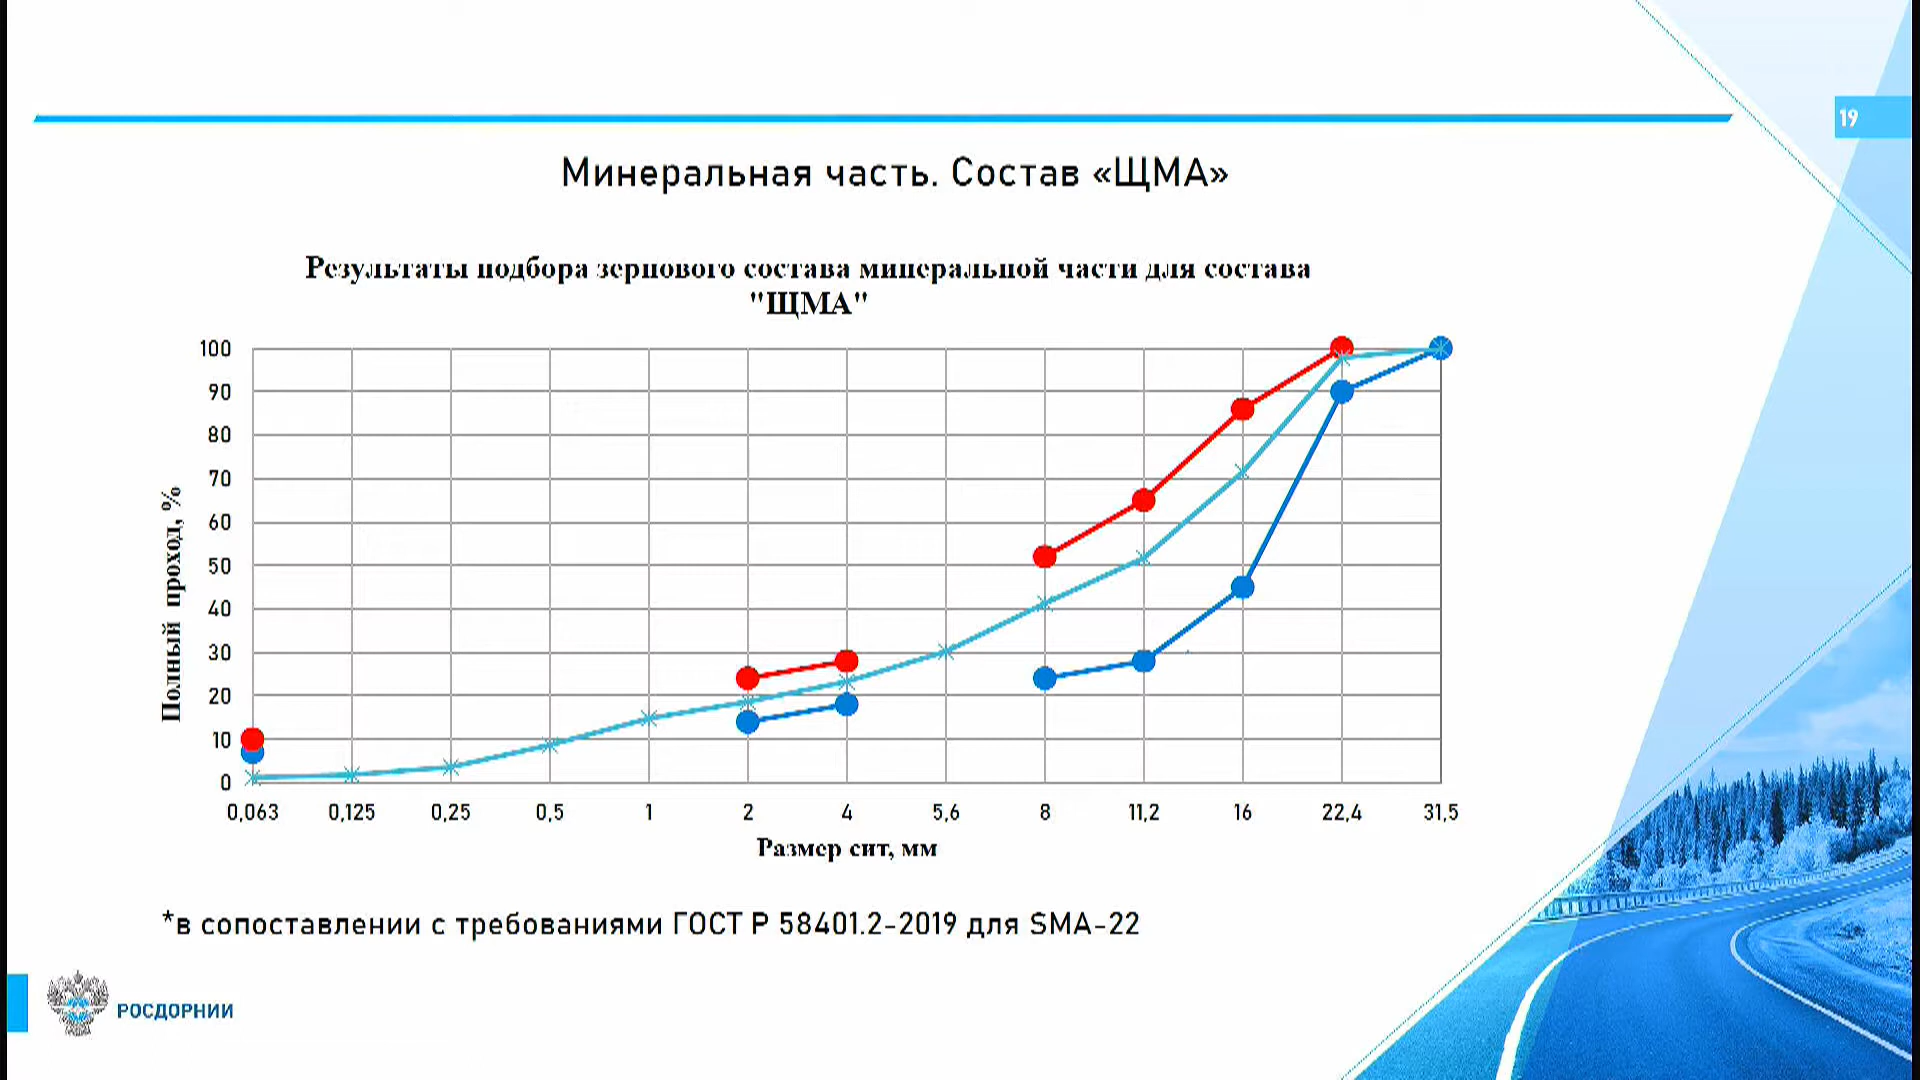 19
Минеральная часть. Состав «ЩМА»
Результаты подбора зернового состава минеральной части для состава
"ЩМА"
Полный проход, %
100
90
80
70
60
50
40
30
20
10
0
0,063 0,125 0,25 0,5 1 2 4 5,6 8 11,2 16 22,4 31,5
Размер сит, мм
*в сопоставлении с требованиями ГОСТ Р 58401.2-2019 для SMA-22
РОСДОРНИИ